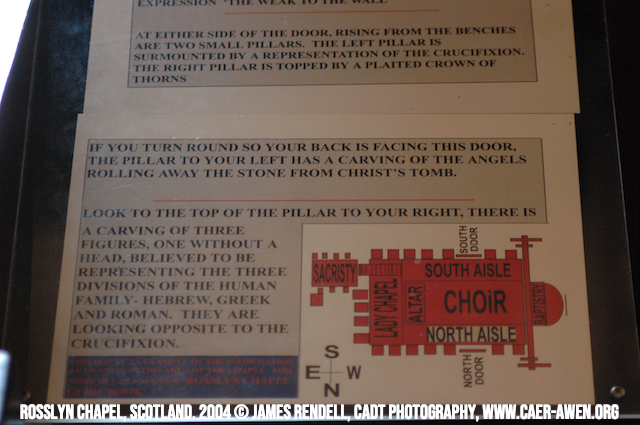 EXPRESSION "THE WEAK TO THE WALL"
AT EITHER SIDE OF THE DOOR, RISING FROM THE BENCHES
ARE TWO SMALL PILLARS. THE LEFT PILLAR IS
SURMOUNTED BY A REPRESENTATION OF THE CRUCIFIXION.
THE RIGHT PILLAR IS TOPPED BY A PLAITED CROWN OF
THORNS
IF YOU TURN ROUND SO YOUR BACK IS FACING THIS DOOR,
THE PILLAR TO YOUR LEFT HAS A CARVING OF THE ANGELS
ROLLING AWAY THE STONE FROM CHRIST'S TOMB.
LOOK TO THE TOP OF THE PILLAR TO YOUR RIGHT, THERE IS
A CARVING OF THREE
FIGURES, ONE WITHOUT A
HEAD, BELIEVED TO BE
REPRESENTING THE THREE
DIVISIONS OF THE HUMAN
FAMILY- HEBREW, GREEK
AND ROMAN. THEY ARE
LOOKING OPPOSITE TO THE
CRUCIFIXION.
ROSSLYN CHAPEL
SOUTH
DOOR
SACRISTY
LADY CHAPEL
ALTAR
SOUTH AISLE
CHOiR
NORTH AISLE
BAPTISTRY
NORTH
DOOR
S
E W
N
ROSSLYN CHAPEL, SCOTLAND, 2004 © JAMES RENDELL, CADT PHOTOGRAPHY, WWW.CAER-AWEN.ORG